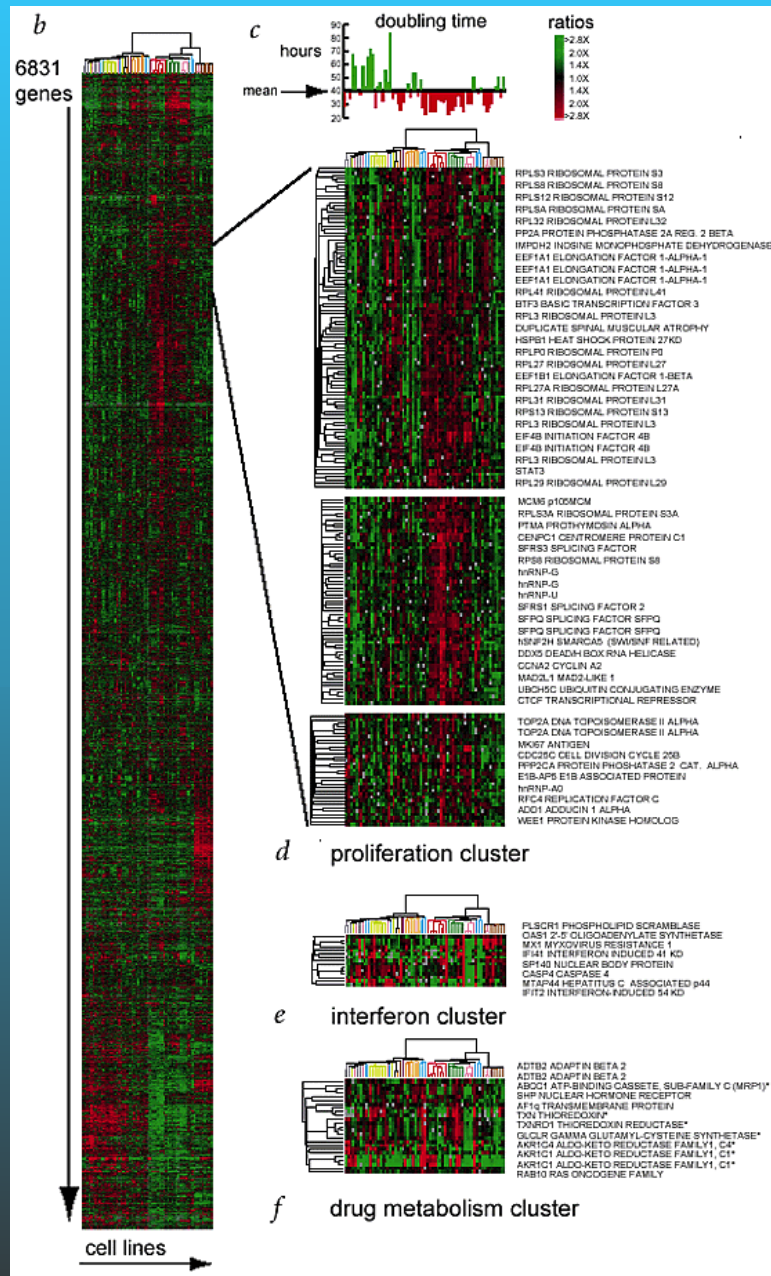 b
6831
genes
cell lines
c
doubling time
hours
90
80
70
60
50
40
30
20
mean
ratios
>2.8X
2.0X
1.4X
1.4X
2.0X
>2.8X
RPLS3 RIBOSOMAL PROTEIN S3
RPLS8 RIBOSOMAL PROTEIN S8
RPLS12 RIBOSOMAL PROTEIN S12
RPLSA RIBOSOMAL PROTEIN SA
RPL32 RIBOSOMAL PROTEIN L32
PP2A PROTEIN PHOSPHATASE 2A REG. 2 BETA
IMPDH2 INOSINE MONOPHOSPHATE DEHYDROGENASE
EEF1A1 ELONGATION FACTOR 1-ALPHA-1
EEF1A1 ELONGATION FACTOR 1-ALPHA-1
EEF1A1 ELONGATION FACTOR 1-ALPHA-1
RPL41 RIBOSOMAL PROTEIN L41
BTF3 BASIC TRANSCRIPTION FACTOR 3
RPL3 RIBOSOMAL PROTEIN L3
DUPLICATE SPINAL MUSCULAR ATROPHY
HSPB1 HEAT SHOCK PROTEIN 27KD
RPLP0 RIBOSOMAL PROTEIN P0
RPL27 RIBOSOMAL PROTEIN L27
EEF1B1 ELONGATION FACTOR 1-BETA
RPL27A RIBOSOMAL PROTEIN L27A
RPL31 RIBOSOMAL PROTEIN L31
RPS13 RIBOSOMAL PROTEIN S13
RPL3 RIBOSOMAL PROTEIN L3
EIF4B INITIATION FACTOR 4B
EIF4B INITIATION FACTOR 4B
RPL3 RIBOSOMAL PROTEIN L3
STAT3
RPL29 RIBOSOMAL PROTEIN L29
MCM6 p105MCM
RPLS3A RIBOSOMAL PROTEIN S3A
PTMA PROTHYMOSIN ALPHA
CENPC1 CENTROMERE PROTEIN C1
SFRS3 SPLICING FACTOR
RPS8 RIBOSOMAL PROTEIN S8
hnRNP-G
hnRNP-G
hnRNP-U
SFRS1 SPLICING FACTOR 2
SFPQ SPLICING FACTOR SFPQ
SFPQ SPLICING FACTOR SFPQ
hSNF2H SMARCA5 (SWI/SNF RELATED)
DDX5 DEAD/H BOX RNA HELICASE
CCNA2 CYCLIN A2
MAD2L1 MAD2-LIKE 1
UBCH5C UBIQUITIN CONJUGATING ENZYME
CTCF TRANSCRIPTIONAL REPRESSOR
TOP2A DNA TOPOISOMERASE II ALPHA
TOP2A DNA TOPOISOMERASE II ALPHA
MKI67 ANTIGEN
CDC25C CELL DIVISION CYCLE 25B
PPP2CA PROTEIN PHOSHATASE 2 CAT. ALPHA
E1B-AP5 E1B ASSOCIATED PROTEIN
hnRNP-A0
RFC4 REPLICATION FACTOR C
ADD1 ADDUCIN 1 ALPHA
WEE1 PROTEIN KINASE HOMOLOG
d proliferation cluster
PLSCR1 PHOSPHOLIPID SCRAMBLASE
OAS1 2'-5' OLIGOADENYLATE SYNTHETASE
MX1 MYXOVIRUS RESISTANCE 1
IFI41 INTERFERON INDUCED 41 KD
SP140 NUCLEAR BODY PROTEIN
CASP4 CASPASE 4
MTAP44 HEPATITUS C ASSOCIATED p44
IFIT2 INTERFERON-INDUCED 54 KD
e interferon cluster
ADTB2 ADAPTIN BETA 2
ADTB2 ADAPTIN BETA 2
ABCC1 ATP-BINDING CASSETE, SUB-FAMILY C (MRP1)*
SHP NUCLEAR HORMONE RECEPTOR
AF1q TRANSMEMBRANE PROTEIN
TXN THIOREDOXIN*
TXNRD1 THIOREDOXIN REDUCTASE*
GLCLR GAMMA GLUTAMYL-CYSTEINE SYNTHETASE*
AKR1C4 ALDO-KETO REDUCTASE FAMILY1, C4*
AKR1C1 ALDO-KETO REDUCTASE FAMILY1, C1*
AKR1C1 ALDO-KETO REDUCTASE FAMILY1, C1*
RAB10 RAS ONCOGENE FAMILY
f drug metabolism cluster